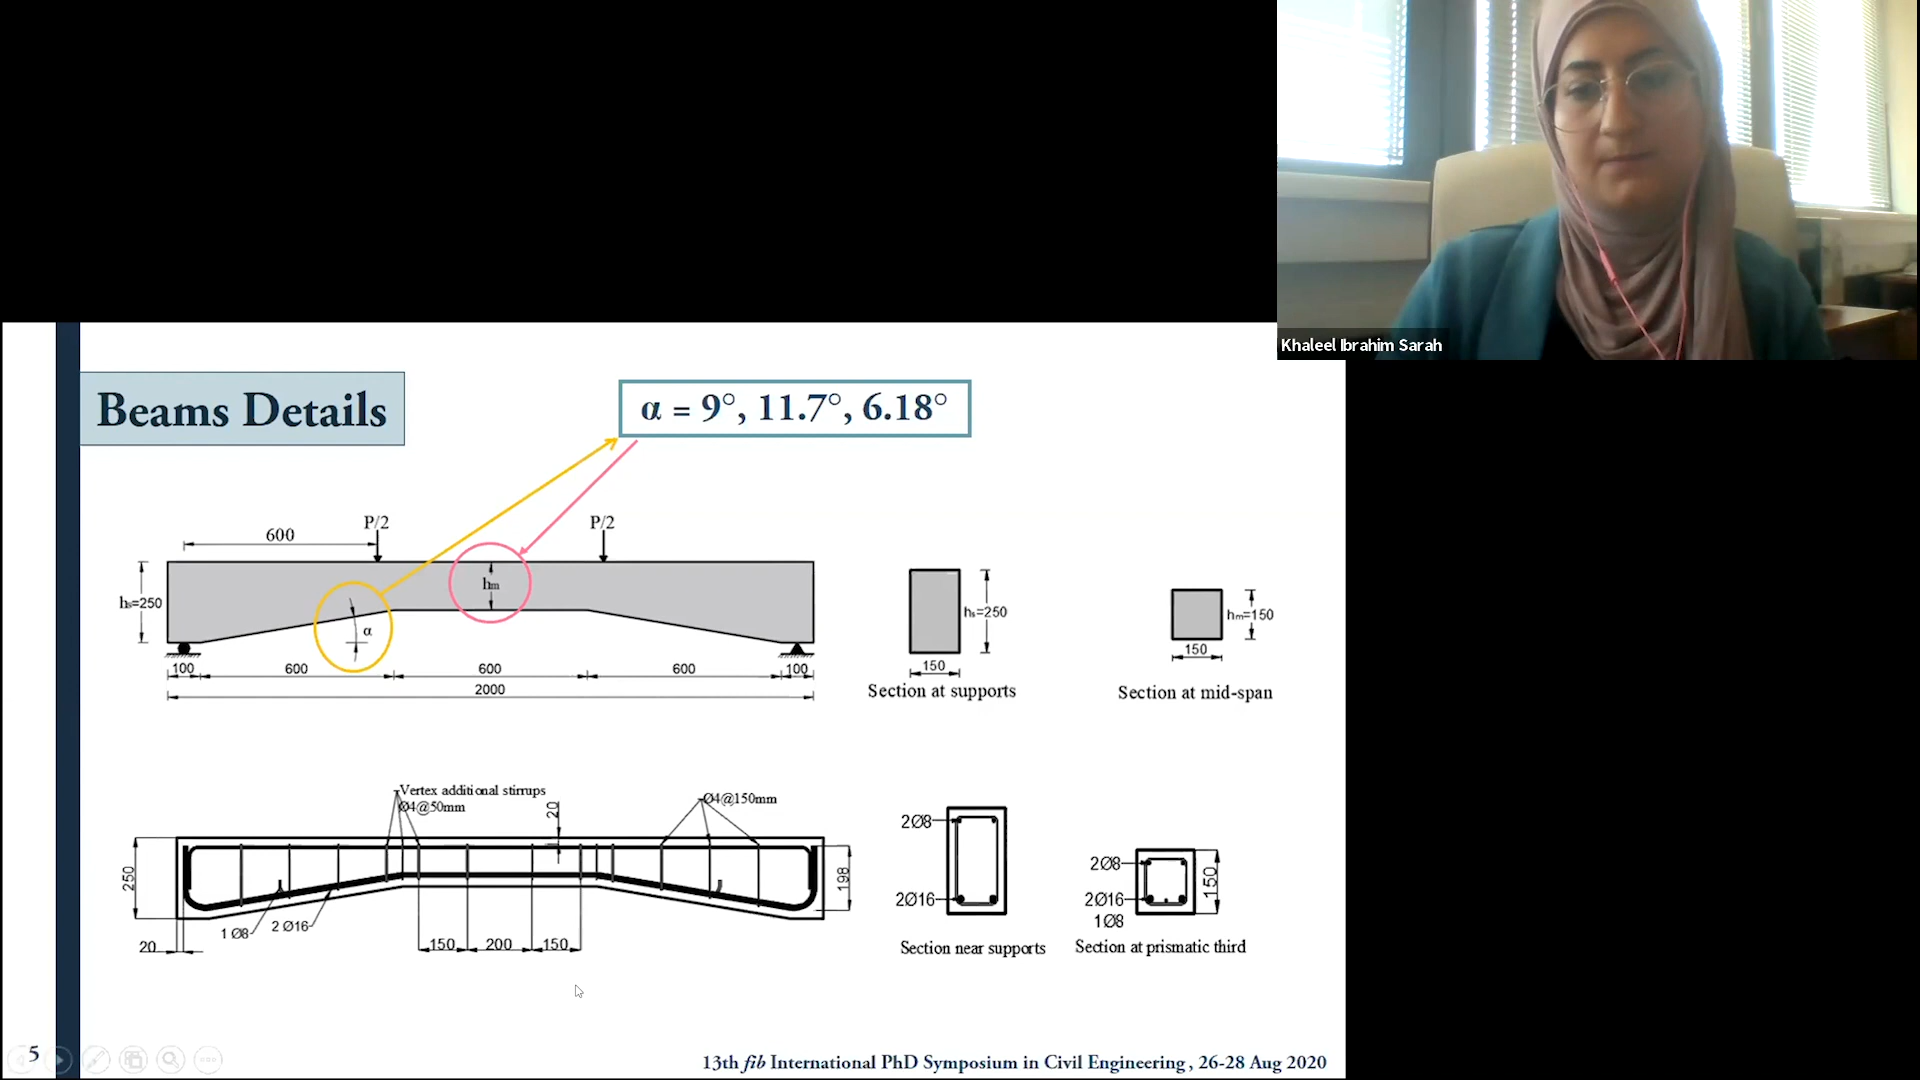 Khaleel Ibrahim Sarah
Beams Details
α = 9°, 11.7°, 6.18°
P/2
P/2
600
hₘ
hₛ=250
α
100
600
600
600
100
2000
hₛ=250
150
Section at supports
hₘ=150
150
Section at mid-span
Vertex additional stirrups
Ø4@50mm
20
Ø4@150mm
250
198
1 Ø8
2 Ø16
20
150
200
150
2Ø8
2Ø16
Section near supports
2Ø8
2Ø16
1Ø8
150
Section at prismatic third
5
13th fib International PhD Symposium in Civil Engineering , 26-28 Aug 2020